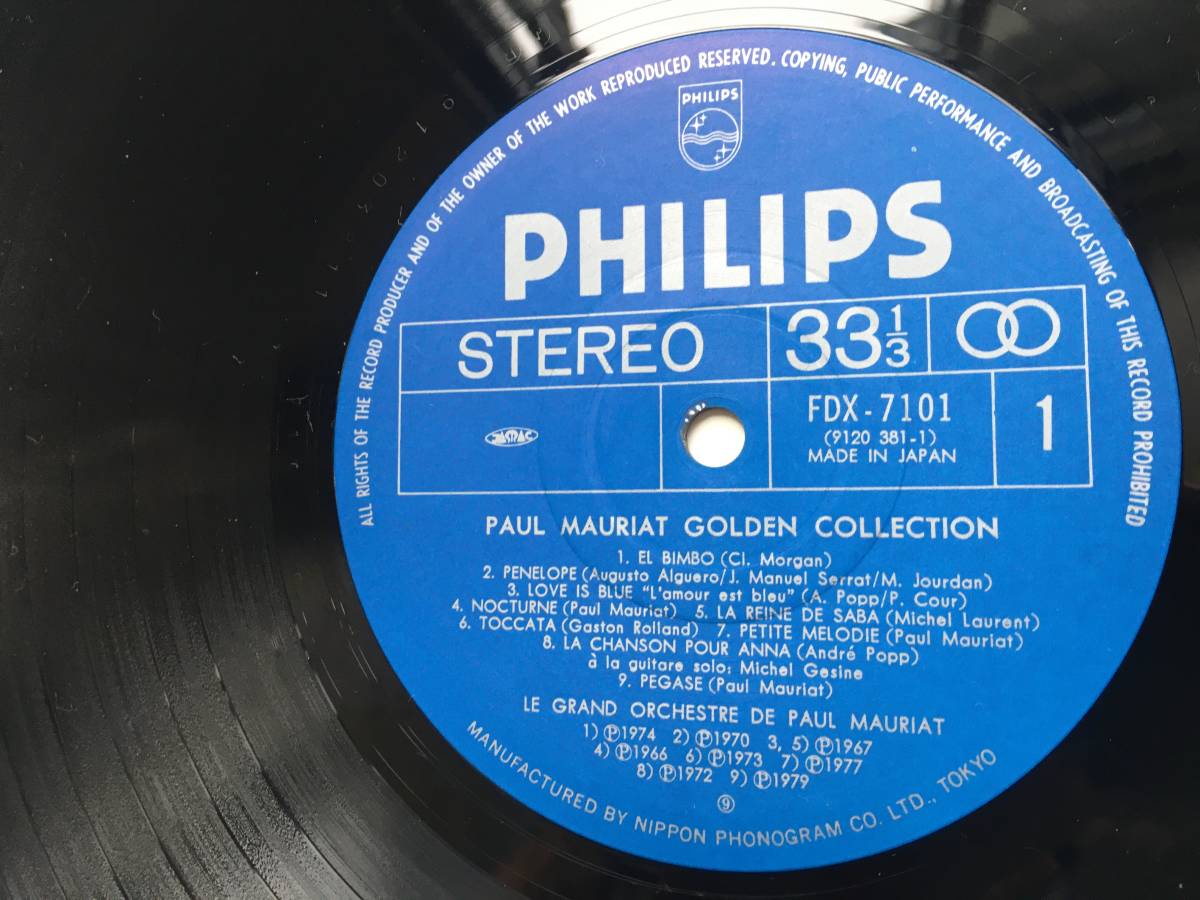 ALL RIGHTS OF THE RECORD PRODUCER AND OF THE OWNER OF THE WORK REPRODUCED RESERVED. COPYING, PUBLIC PERFORMANCE AND BROADCASTING OF THIS RECORD PROHIBITED
PHILIPS
PHILIPS
STEREO 33 1/3
JASRAC
FDX-7101
(9120 381-1)
MADE IN JAPAN
1
PAUL MAURIAT GOLDEN COLLECTION
1. EL BIMBO (Cl. Morgan)
2. PENELOPE (Augusto Alguero/J. Manuel Serrat/M. Jourdan)
3. LOVE IS BLUE "L'amour est bleu" (A. Popp/P. Cour)
4. NOCTURNE (Paul Mauriat) 5. LA REINE DE SABA (Michel Laurent)
6. TOCCATA (Gaston Rolland) 7. PETITE MELODIE (Paul Mauriat)
8. LA CHANSON POUR ANNA (André Popp)
à la guitare solo; Michel Gesine
9. PEGASE (Paul Mauriat)
LE GRAND ORCHESTRE DE PAUL MAURIAT
1) ℗1974 2) ℗1970 3, 5) ℗1967
4) ℗1966 6) ℗1973 7) ℗1977
8) ℗1972 9) ℗1979
⑨
MANUFACTURED BY NIPPON PHONOGRAM CO. LTD., TOKYO